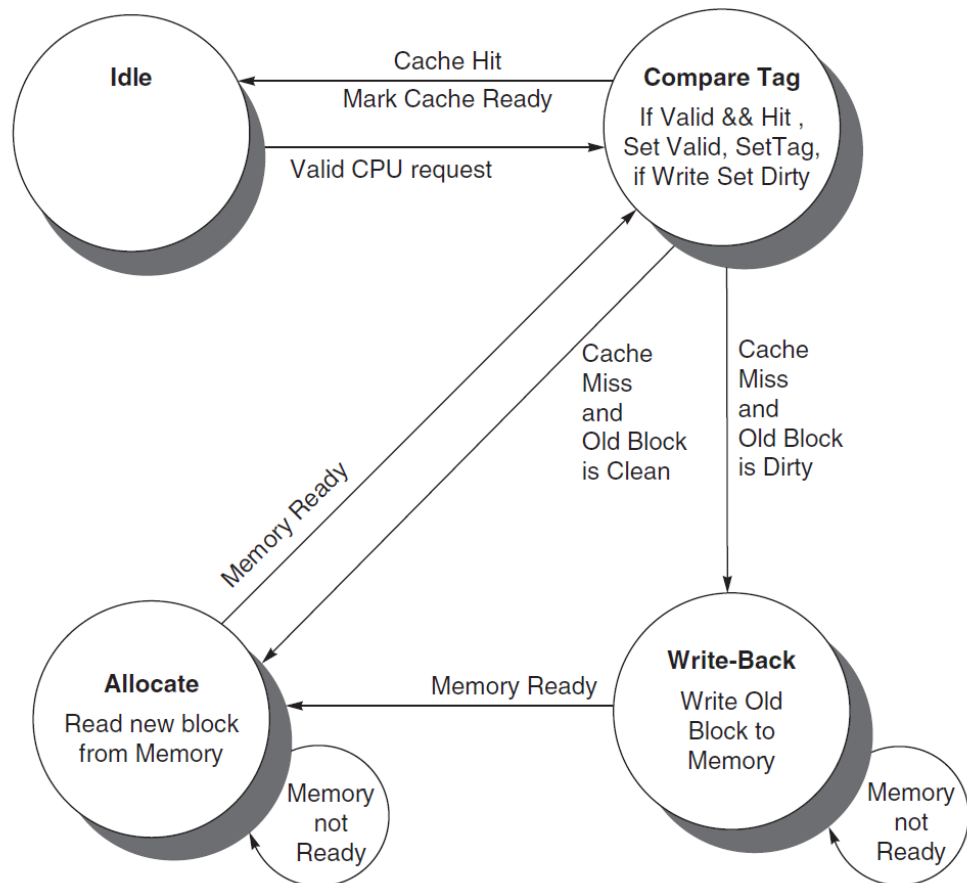 Idle
Cache Hit
Mark Cache Ready
Valid CPU request
Compare Tag
If Valid && Hit ,
Set Valid, SetTag,
if Write Set Dirty
Cache
Miss
and
Old Block
is Clean
Cache
Miss
and
Old Block
is Dirty
Memory Ready
Allocate
Read new block
from Memory
Memory
not
Ready
Memory Ready
Write-Back
Write Old
Block to
Memory
Memory
not
Ready